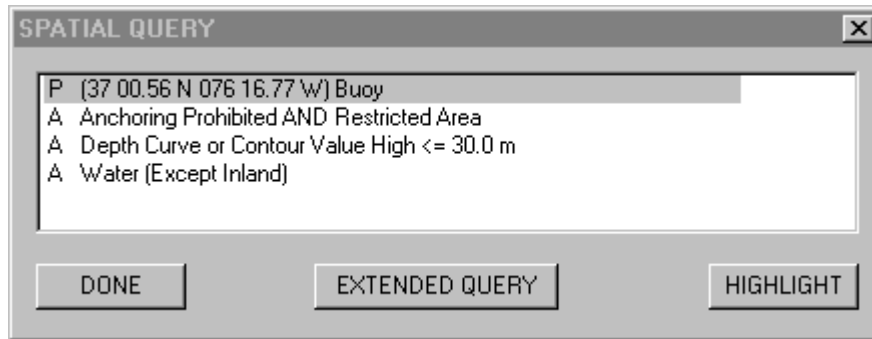 SPATIAL QUERY
P (37 00.56 N 076 16.77 W) Buoy
A Anchoring Prohibited AND Restricted Area
A Depth Curve or Contour Value High <= 30.0 m
A Water (Except Inland)
DONE EXTENDED QUERY HIGHLIGHT